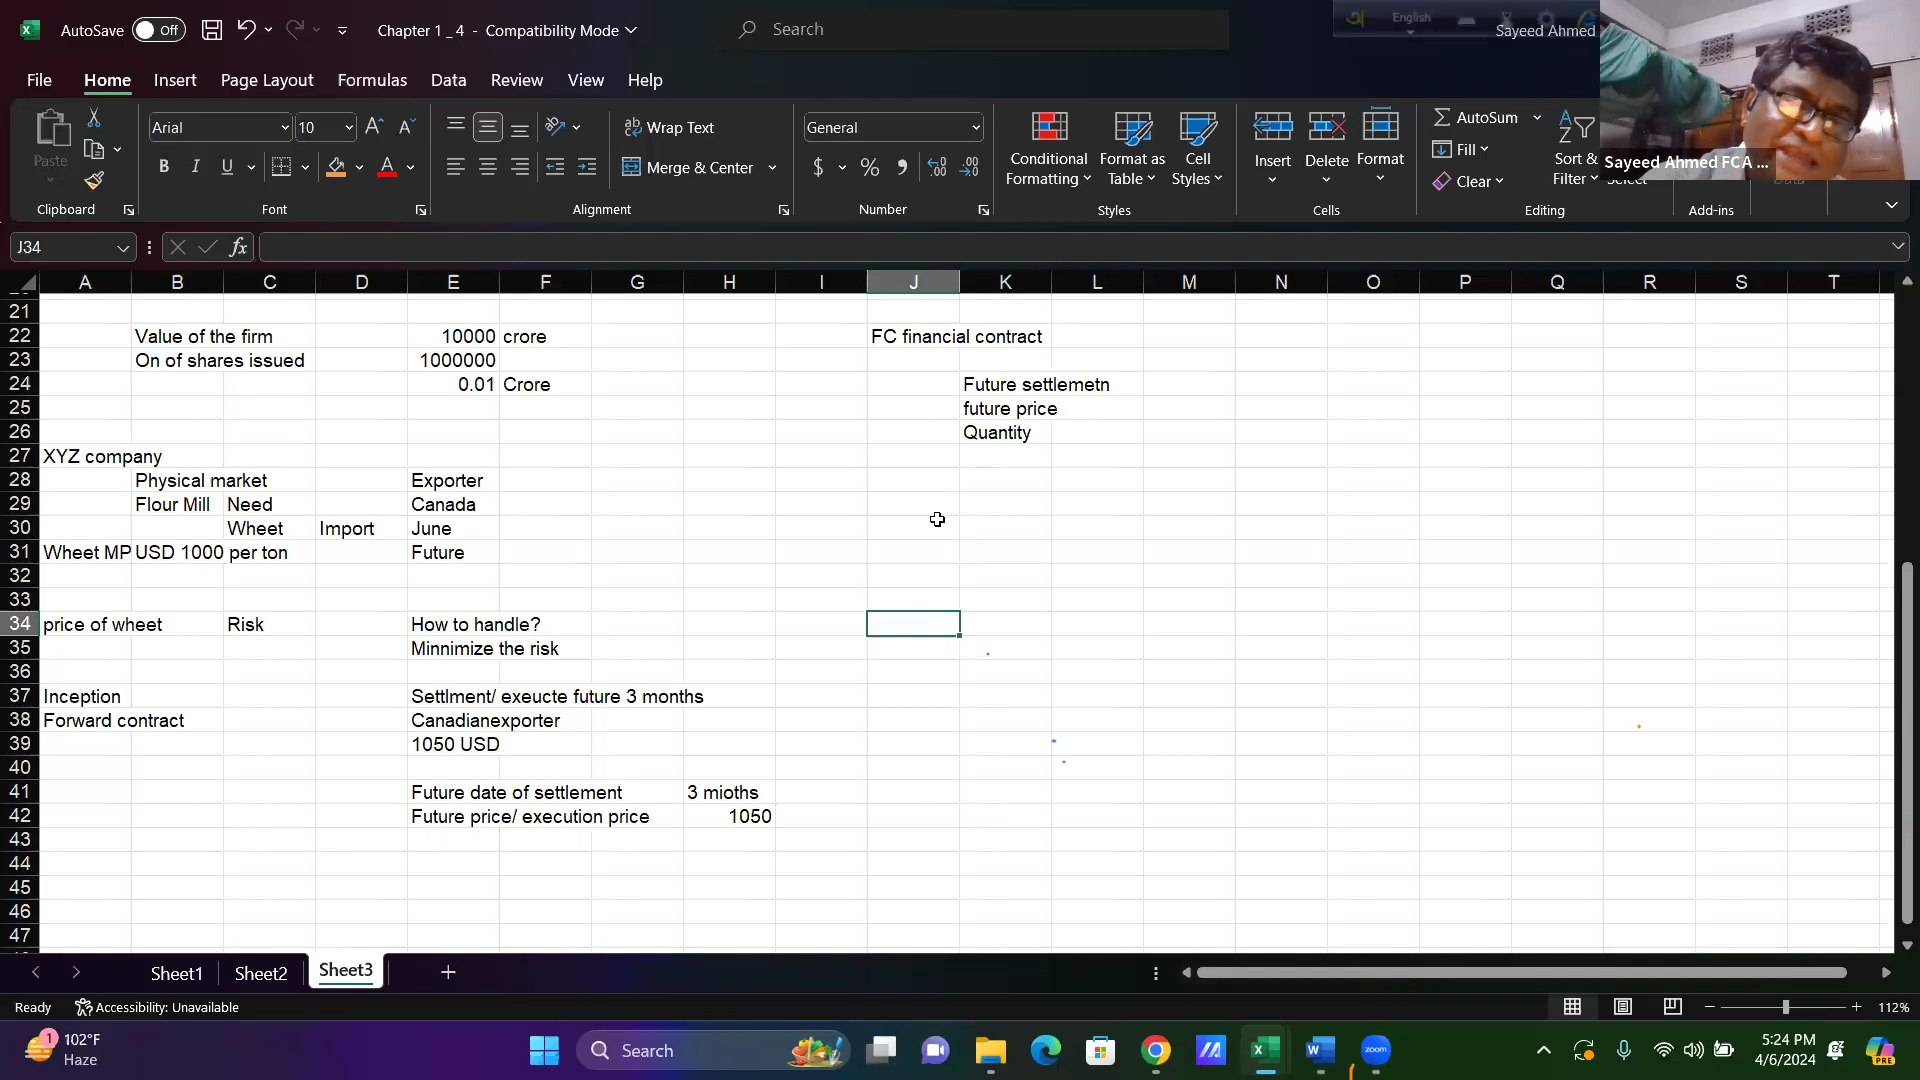 AutoSave Off Chapter 1 _ 4 - Compatibility Mode Search English Sayeed Ahmed
File Home Insert Page Layout Formulas Data Review View Help
Paste
Arial 10 Wrap Text General Conditional Formatting Format as Table Cell Styles Insert Delete Format AutoSum
B I U Merge & Center $ % Fill Sort & Filter Select Data
Clear
Sayeed Ahmed FCA ...
Clipboard Font Alignment Number Styles Cells Editing Add-ins
J34 fx
A B C D E F G H I J K L M N O P Q R S T
21
22 Value of the firm 10000 crore FC financial contract
23 On of shares issued 1000000
24 0.01 Crore Future settlemetn
25 future price
26 Quantity
27 XYZ company
28 Physical market Exporter
29 Flour Mill Need Canada
30 Wheet Import June
31 Wheet MP USD 1000 per ton Future
32
33
34 price of wheet Risk How to handle?
35 Minnimize the risk
36
37 Inception Settlment/ exeucte future 3 months
38 Forward contract Canadianexporter
39 1050 USD
40
41 Future date of settlement 3 mioths
42 Future price/ execution price 1050
43
44
45
46
47
Sheet1 Sheet2 Sheet3
Ready Accessibility: Unavailable 112%
1 102°F
Haze
Search
zoom
5:24 PM
4/6/2024
PRE